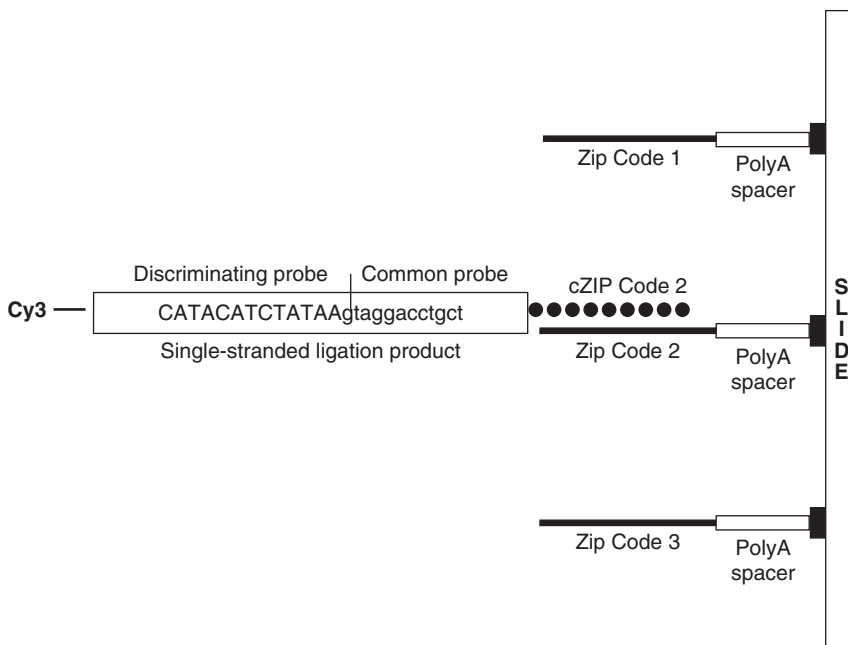 Zip Code 1
PolyA
spacer
Discriminating probe
Common probe
cZIP Code 2
Cy3
CATACATCTATAAgtaggacctgct
Single-stranded ligation product
Zip Code 2
PolyA
spacer
SLIDE
Zip Code 3
PolyA
spacer